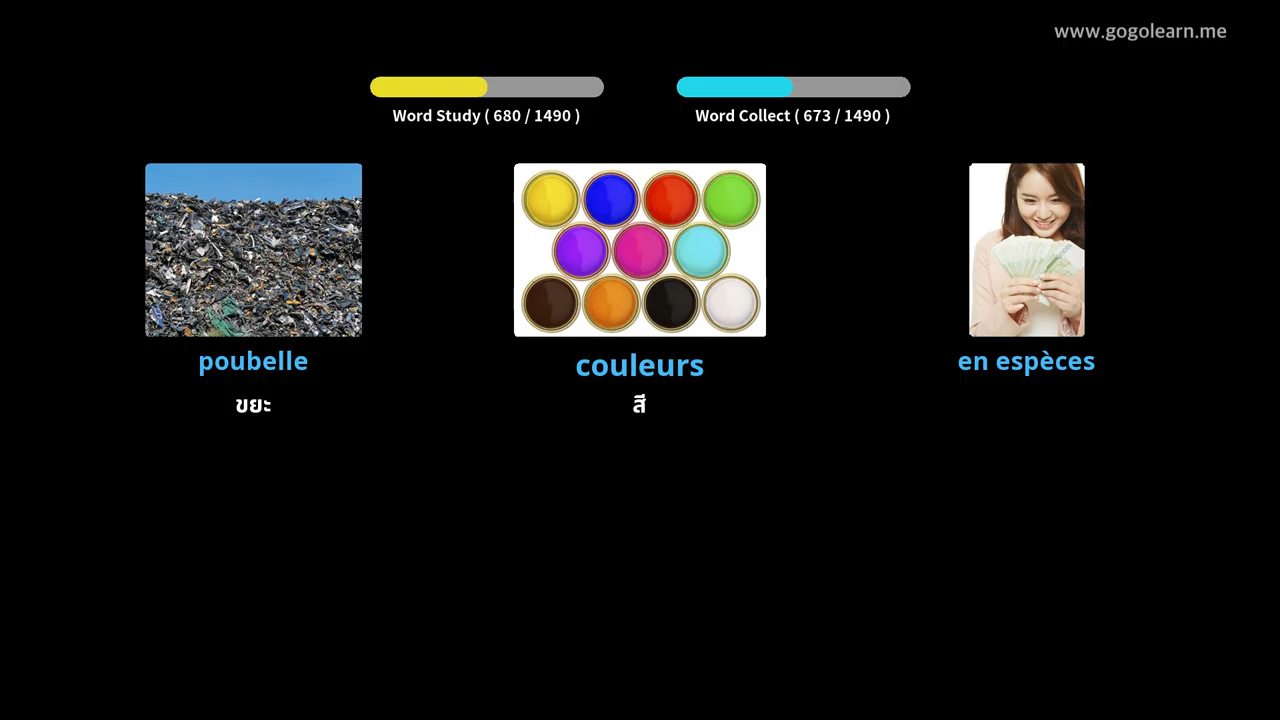 www.gogolearn.me
Word Study ( 680 / 1490 )
Word Collect ( 673 / 1490 )
poubelle
couleurs
en espèces
ขยะ
สี